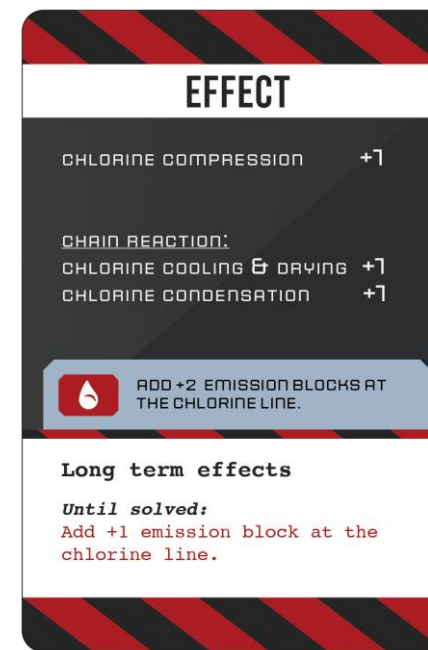 EFFECT
CHLORINE COMPRESSION +1
CHAIN REACTION:
CHLORINE COOLING & DRYING +1
CHLORINE CONDENSATION +1
ADD +2 EMISSION BLOCKS AT
THE CHLORINE LINE.
Long term effects
Until solved:
Add +1 emission block at the
chlorine line.